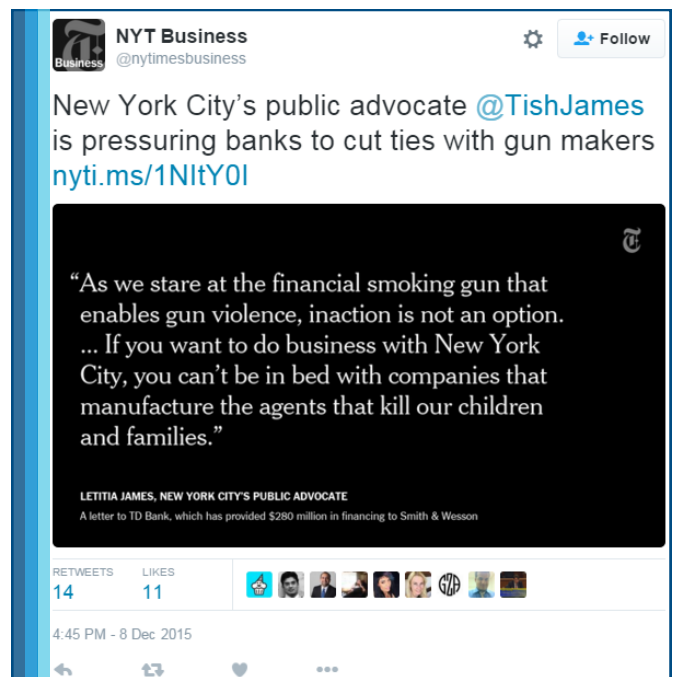 NYT Business
@nytimesbusiness
Follow
Business
New York City’s public advocate @TishJames
is pressuring banks to cut ties with gun makers
nyti.ms/1NItY0I
“As we stare at the financial smoking gun that
enables gun violence, inaction is not an option.
... If you want to do business with New York
City, you can’t be in bed with companies that
manufacture the agents that kill our children
and families.”
LETITIA JAMES, NEW YORK CITY’S PUBLIC ADVOCATE
A letter to TD Bank, which has provided $280 million in financing to Smith & Wesson
RETWEETS LIKES
14 11
GZA
4:45 PM - 8 Dec 2015